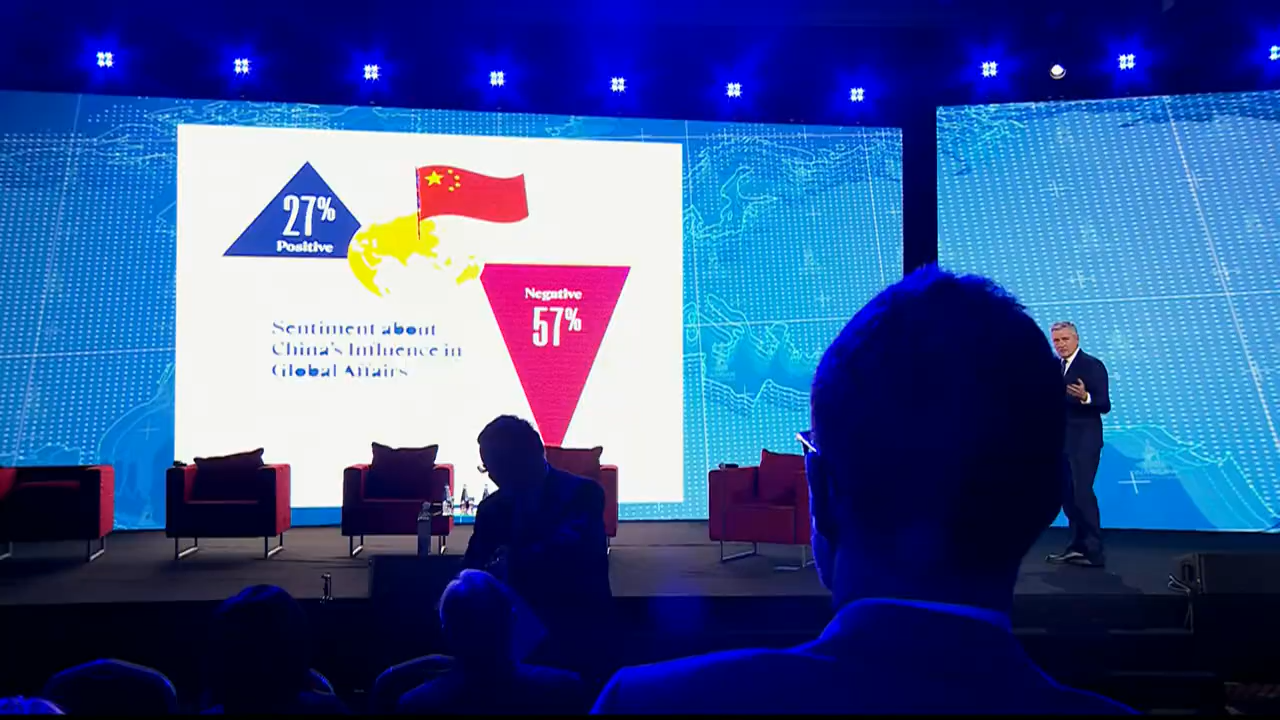 27%
Positive
Negative
57%
Sentiment about
China's Influence in
Global Affairs